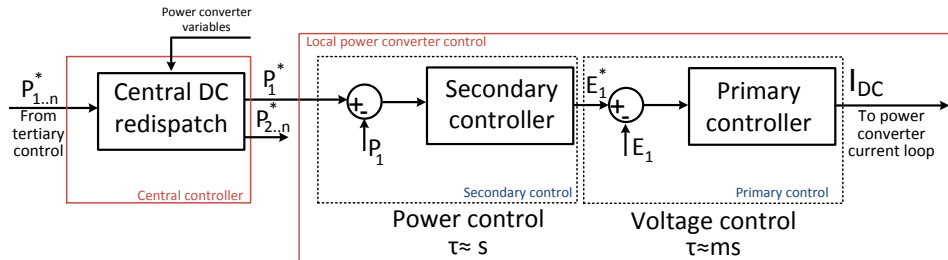 Power converter
variables
Local power converter control
P*1..n
From
tertiary
control
Central DC
redispatch
P*1
P*2..n
Central controller
+
-
P1
Secondary
controller
Secondary control
E*1
+
-
E1
Primary
controller
Primary control
IDC
To power
converter
current loop
Power control
τ≈ s
Voltage control
τ≈ms